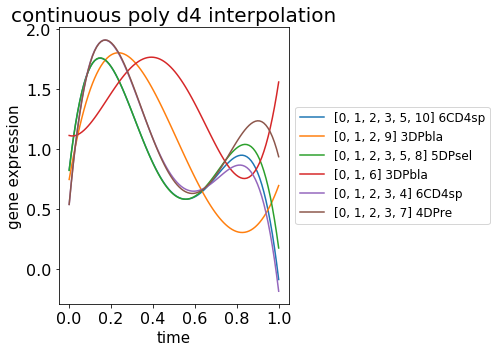 continuous poly d4 interpolation
2.0
1.5
1.0
0.5
0.0
gene expression
0.0 0.2 0.4 0.6 0.8 1.0
time
[0, 1, 2, 3, 5, 10] 6CD4sp
[0, 1, 2, 9] 3DPbla
[0, 1, 2, 3, 5, 8] 5DPsel
[0, 1, 6] 3DPbla
[0, 1, 2, 3, 4] 6CD4sp
[0, 1, 2, 3, 7] 4DPre